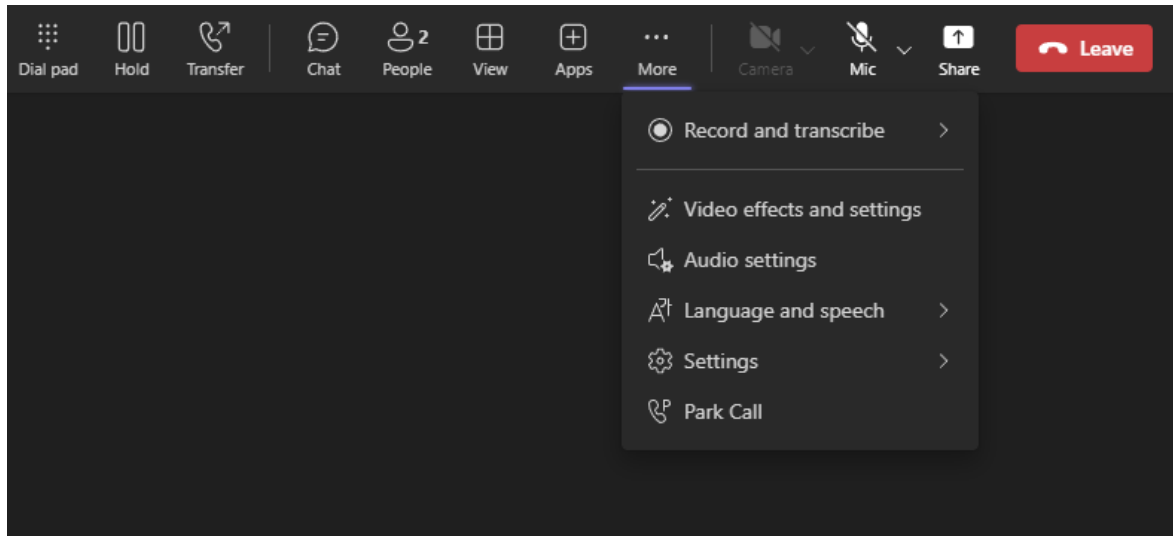 2
Dial pad Hold Transfer Chat People View Apps More Camera Mic Share Leave
Record and transcribe
Video effects and settings
Audio settings
Language and speech
Settings
Park Call